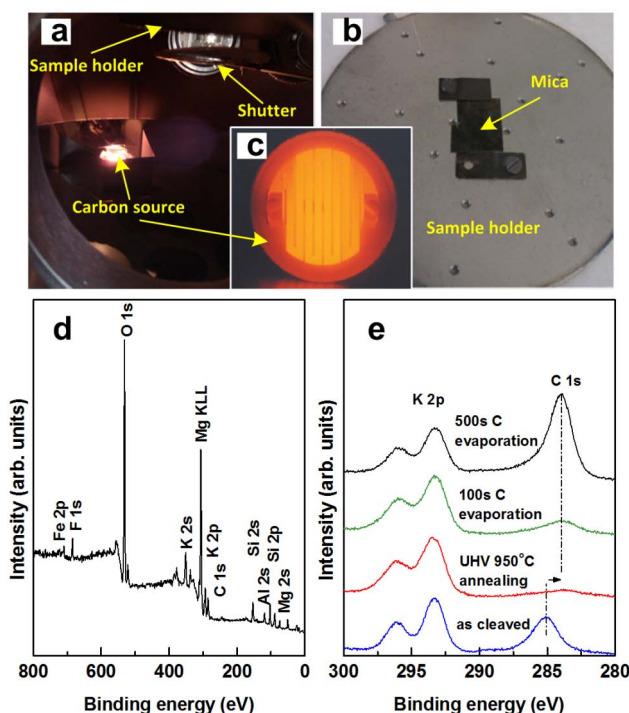 a
Sample holder
Shutter
Carbon source
b
Mica
Sample holder
c
d
Intensity (arb. units)
Fe 2p
F 1s
O 1s
K 2s
Mg KLL
K 2p
C 1s
Si 2s
Al 2s
Si 2p
Mg 2s
800 600 400 200 0
Binding energy (eV)
e
Intensity (arb. units)
K 2p
C 1s
500s C
evaporation
100s C
evaporation
UHV 950°C
annealing
as cleaved
300 295 290 285 280
Binding energy (eV)